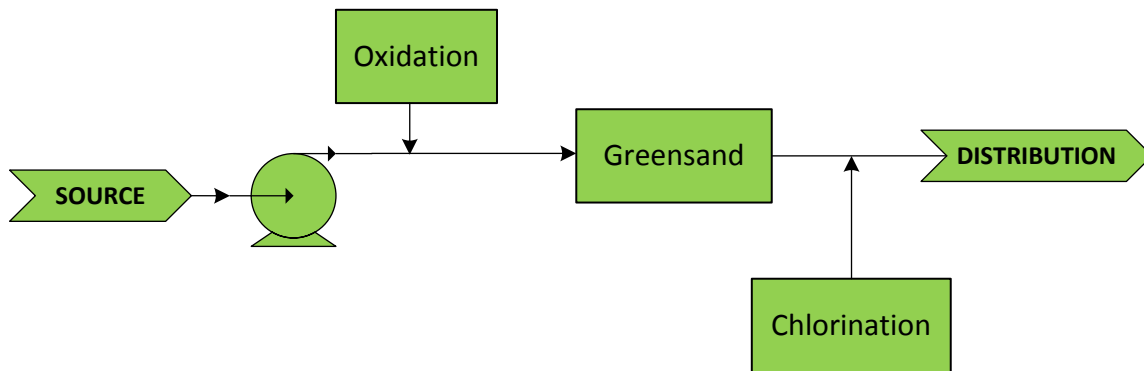 Oxidation
Greensand
DISTRIBUTION
SOURCE
Chlorination